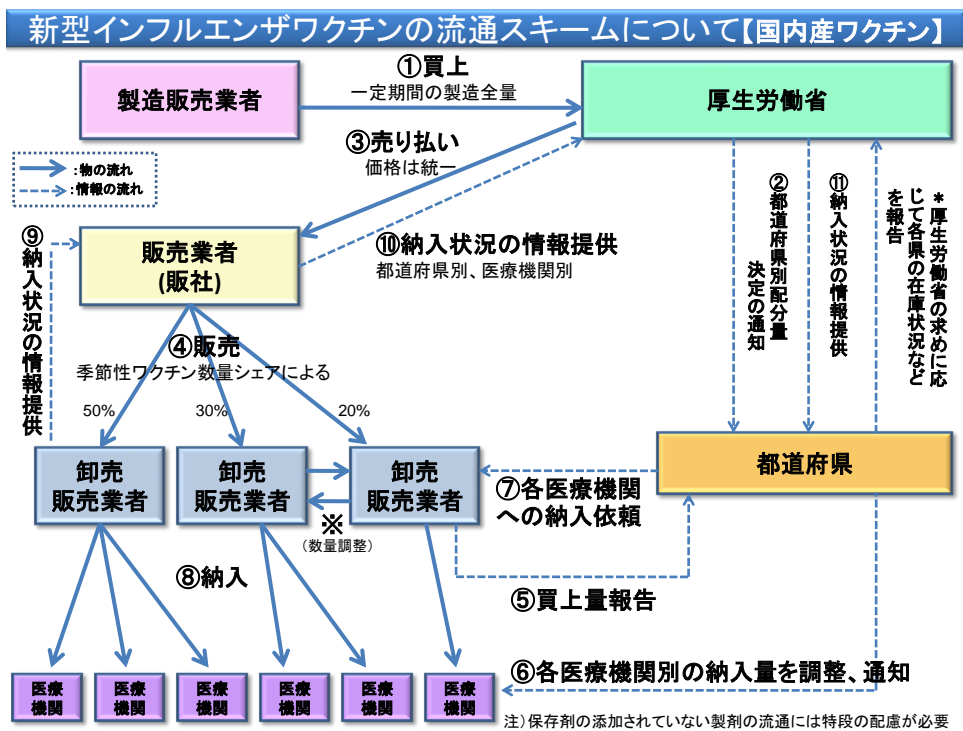 新型インフルエンザワクチンの流通スキームについて【国内産ワクチン】
製造販売業者
①買上
一定期間の製造全量
厚生労働省
③売り払い
価格は統一
:物の流れ
:情報の流れ
②都道府県別配分量
決定の通知
⑪納入状況の情報提供
*厚生労働省の求めに応
じて各県の在庫状況など
を報告
⑨納入状況の情報提供
販売業者
(販社)
⑩納入状況の情報提供
都道府県別、医療機関別
④販売
季節性ワクチン数量シェアによる
50%
30%
20%
卸売
販売業者
卸売
販売業者
卸売
販売業者
都道府県
※
(数量調整)
⑦各医療機関
への納入依頼
⑧納入
⑤買上量報告
⑥各医療機関別の納入量を調整、通知
医療
機関
医療
機関
医療
機関
医療
機関
医療
機関
医療
機関
注)保存剤の添加されていない製剤の流通には特段の配慮が必要